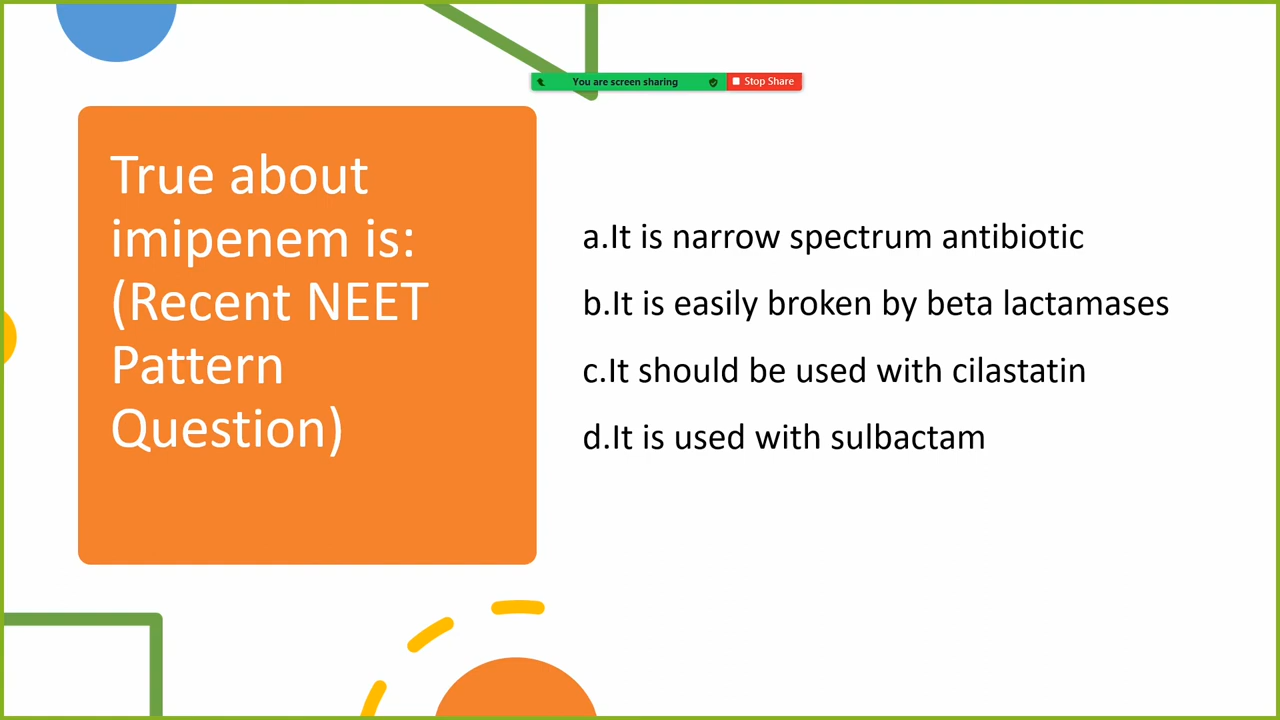 You are screen sharing
Stop Share
True about
imipenem is:
(Recent NEET
Pattern
Question)
a.It is narrow spectrum antibiotic
b.It is easily broken by beta lactamases
c.It should be used with cilastatin
d.It is used with sulbactam